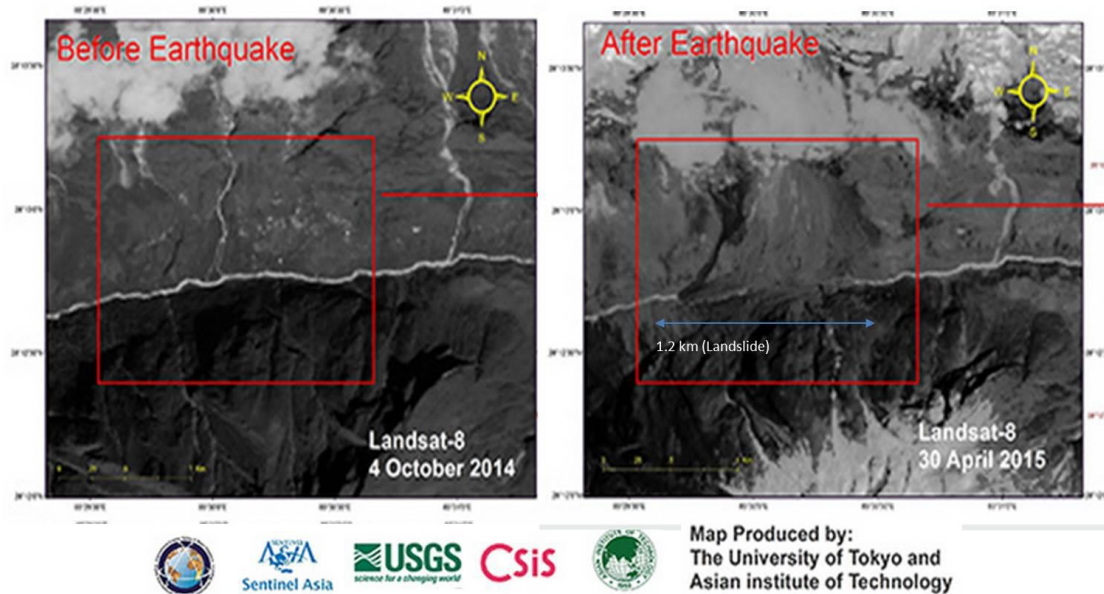 Before Earthquake
N
W
E
S
Landsat-8
4 October 2014
After Earthquake
N
W
E
S
1.2 km (Landslide)
Landsat-8
30 April 2015
SENTINEL
ASIA
Sentinel Asia
USGS
science for a changing world
CSiS
Map Produced by:
The University of Tokyo and
Asian institute of Technology